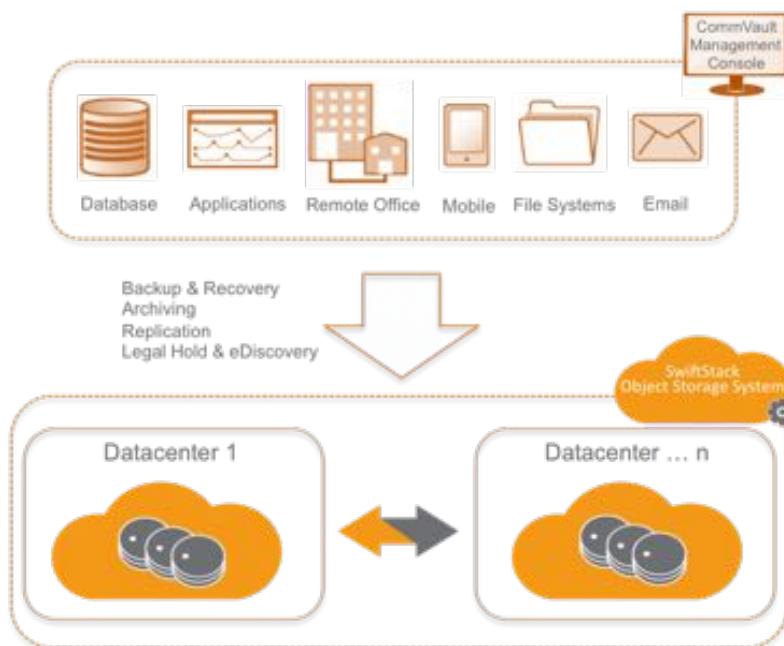 CommVault
Management
Console
Database
Applications
Remote Office
Mobile
File Systems
Email
Backup & Recovery
Archiving
Replication
Legal Hold & eDiscovery
SwiftStack
Object Storage System
Datacenter 1
Datacenter ... n